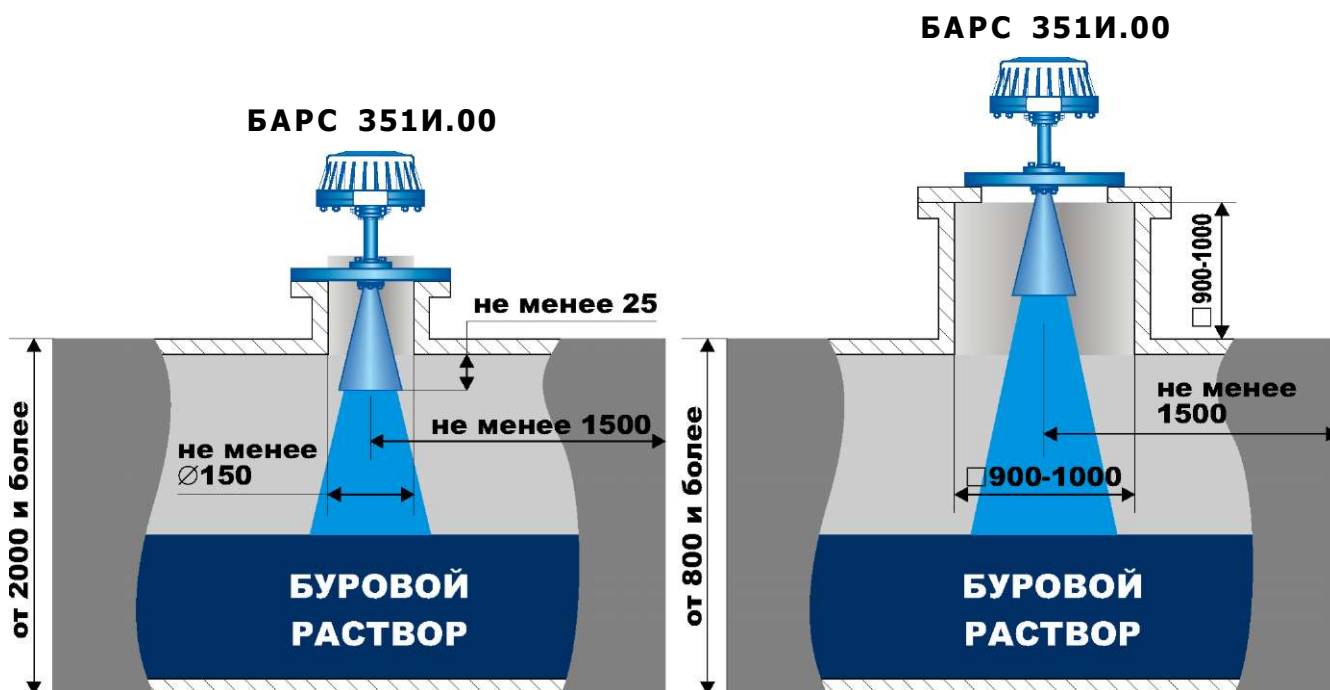 БАРС 351И.00
не менее 25
не менее 1500
не менее
∅150
от 2000 и более
БУРОВОЙ
РАСТВОР
БАРС 351И.00
□ 900-1000
не менее
1500
□900-1000
от 800 и более
БУРОВОЙ
РАСТВОР